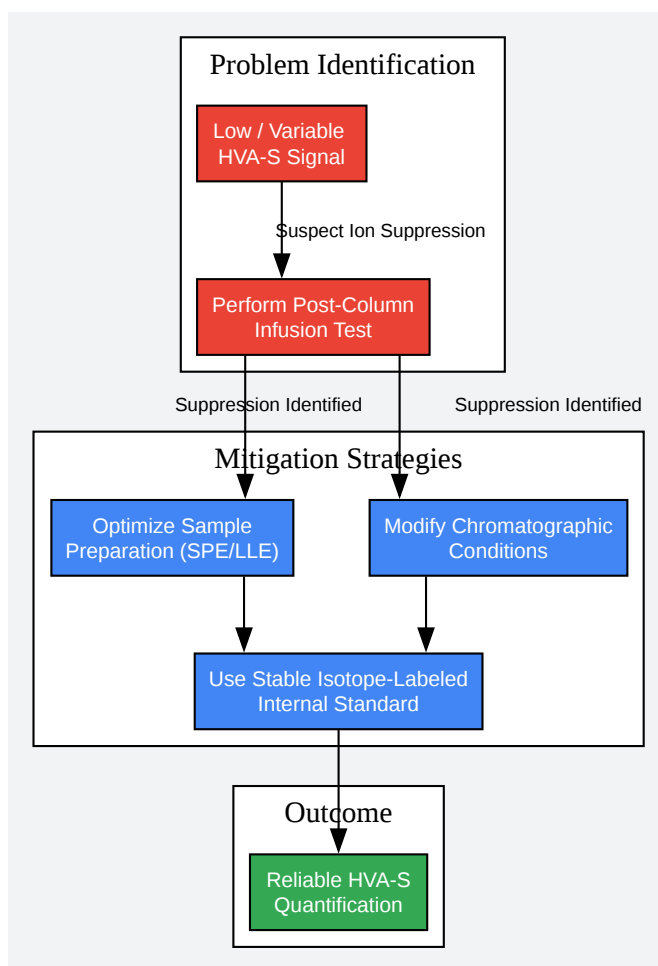 Problem Identification
Low / Variable
HVA-S Signal
Suspect Ion Suppression
Perform Post-Column
Infusion Test
Suppression Identified
Suppression Identified
Mitigation Strategies
Optimize Sample
Preparation (SPE/LLE)
Modify Chromatographic
Conditions
Use Stable Isotope-Labeled
Internal Standard
Outcome
Reliable HVA-S
Quantification